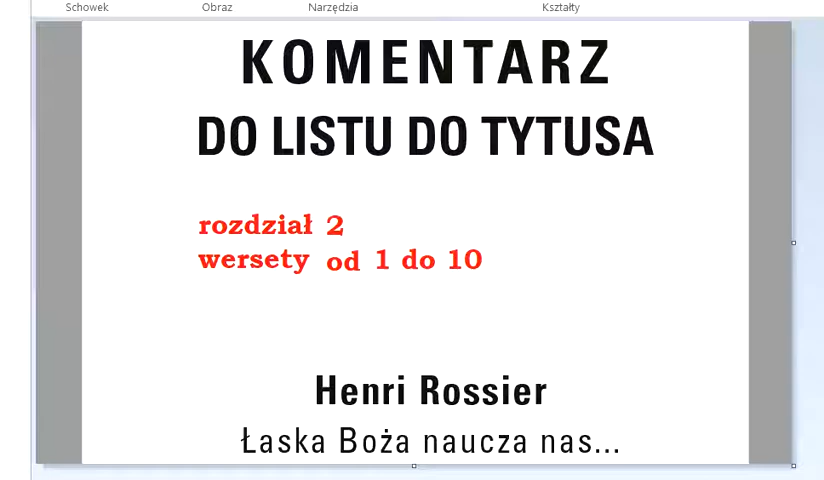 Schowek Obraz Narzędzia Kształty
KOMENTARZ
DO LISTU DO TYTUSA
rozdział 2
wersety od 1 do 10
Henri Rossier
Łaska Boża naucza nas...